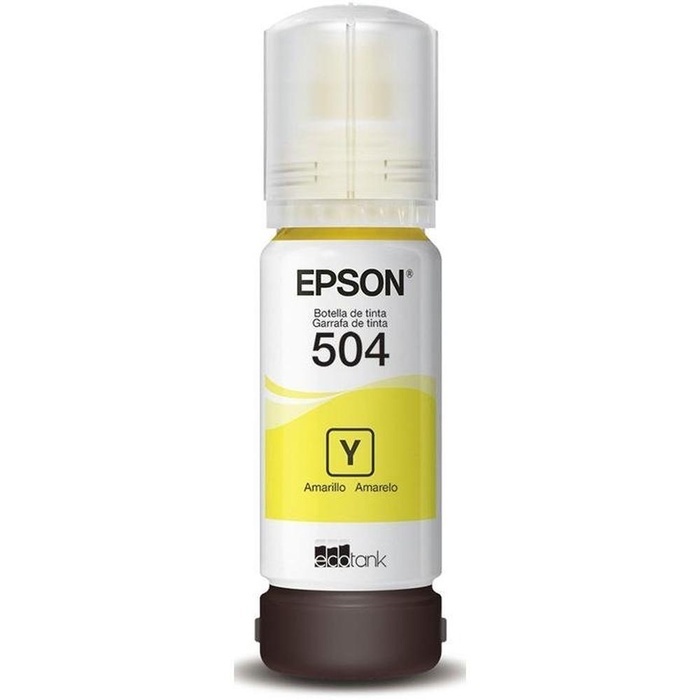 EPSON®
Botella de tinta
Garrafa de tinta
504
Y
Amarillo Amarelo
ecotank